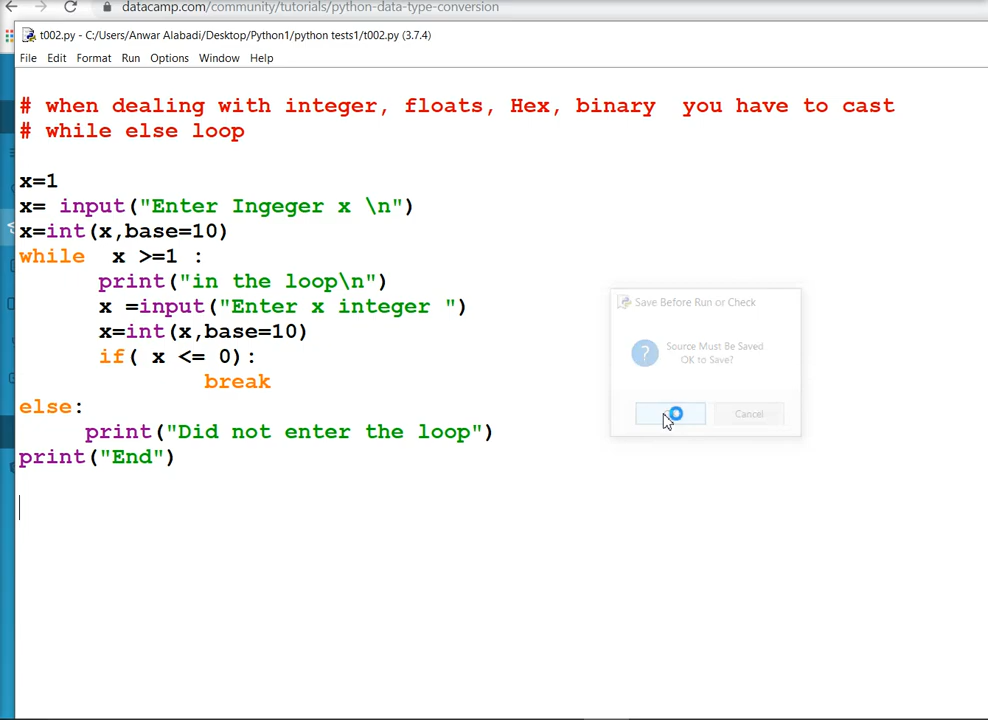 datacamp.com/community/tutorials/python-data-type-conversion
t002.py - C:/Users/Anwar Alabadi/Desktop/Python1/python tests1/t002.py (3.7.4)
File Edit Format Run Options Window Help
# when dealing with integer, floats, Hex, binary  you have to cast
# while else loop
x=1
x= input("Enter Ingeger x \n")
x=int(x,base=10)
while  x >=1 :
print("in the loop\n")
x =input("Enter x integer ")
x=int(x,base=10)
if( x <= 0):
break
else:
print("Did not enter the loop")
print("End")
Save Before Run or Check
Source Must Be Saved
OK to Save?
Cancel